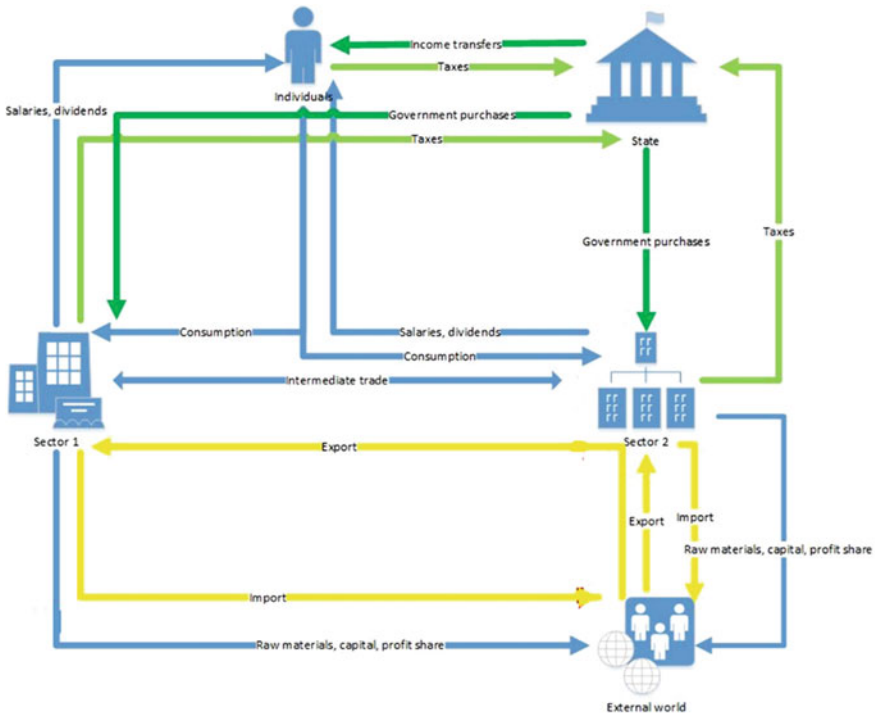 Income transfers
Taxes
Individuals
Salaries, dividends
Government purchases
Taxes
State
Taxes
Government purchases
Consumption
Salaries, dividends
Consumption
Intermediate trade
Sector 1
Export
Sector 2
Export
Import
Raw materials, capital, profit share
Import
Raw materials, capital, profit share
External world